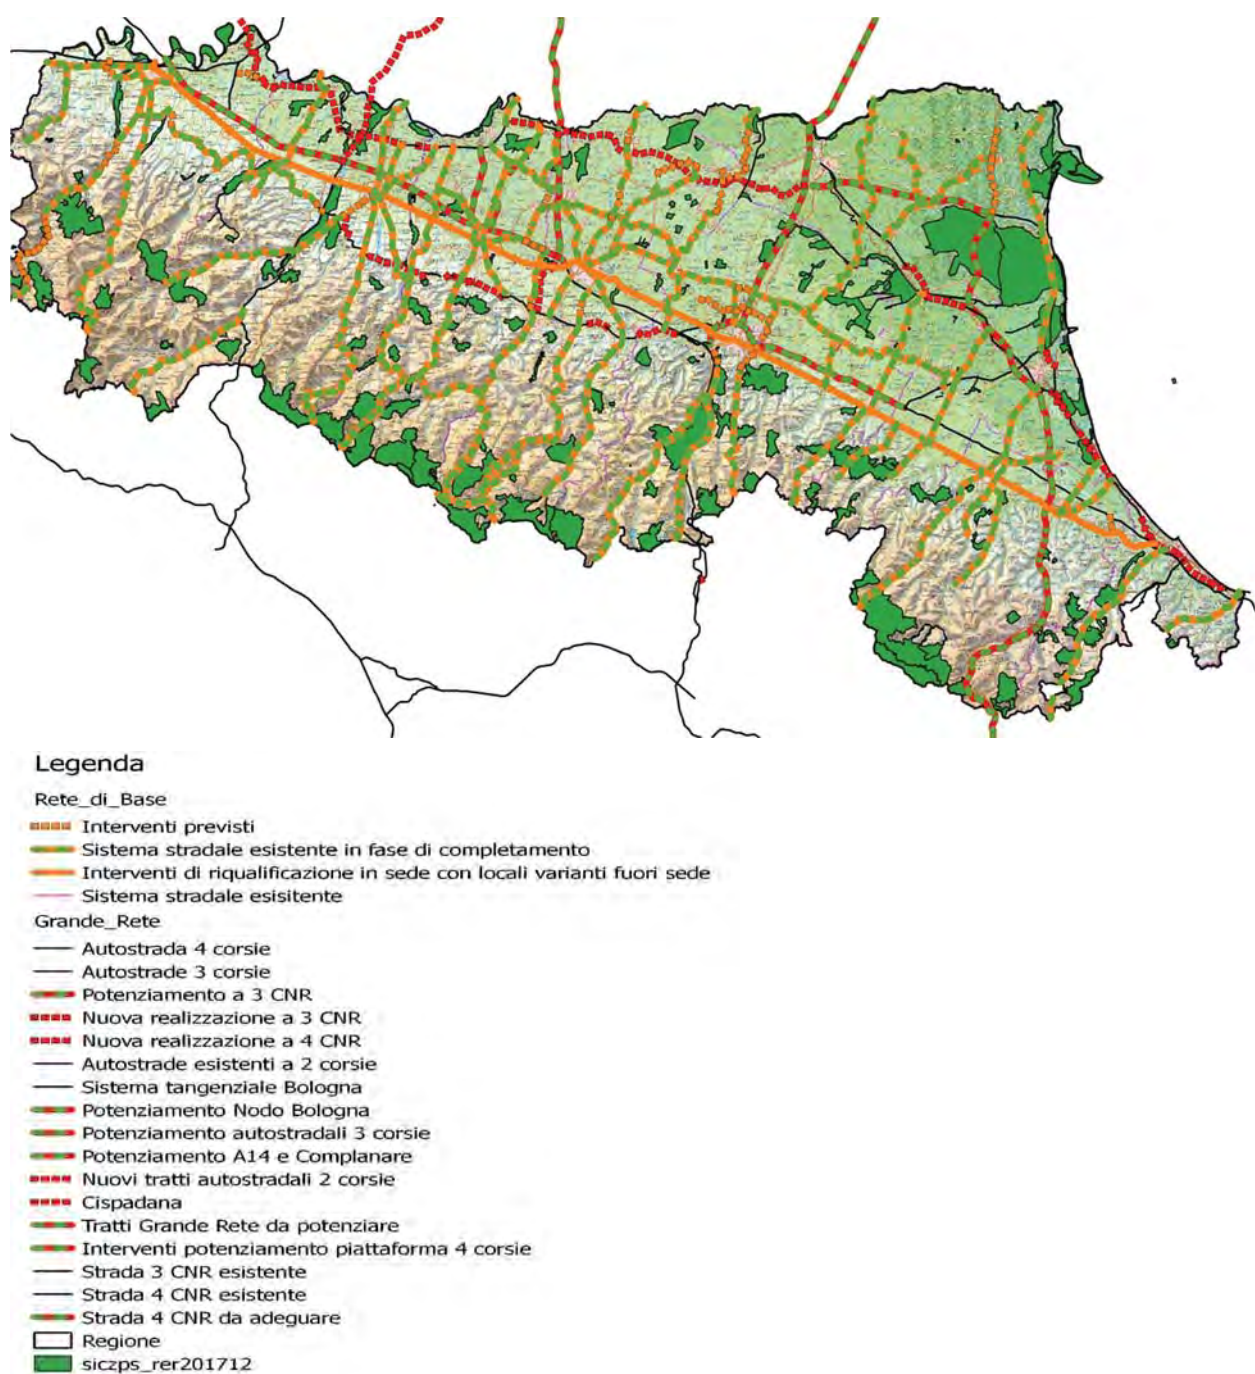 Legenda
Rete_di_Base
Interventi previsti
Sistema stradale esistente in fase di completamento
Interventi di riqualificazione in sede con locali varianti fuori sede
Sistema stradale esisitente
Grande_Rete
Autostrada 4 corsie
Autostrade 3 corsie
Potenziamento a 3 CNR
Nuova realizzazione a 3 CNR
Nuova realizzazione a 4 CNR
Autostrade esistenti a 2 corsie
Sistema tangenziale Bologna
Potenziamento Nodo Bologna
Potenziamento autostradali 3 corsie
Potenziamento A14 e Complanare
Nuovi tratti autostradali 2 corsie
Cispadana
Tratti Grande Rete da potenziare
Interventi potenziamento piattaforma 4 corsie
Strada 3 CNR esistente
Strada 4 CNR esistente
Strada 4 CNR da adeguare
Regione
siczps_rer201712